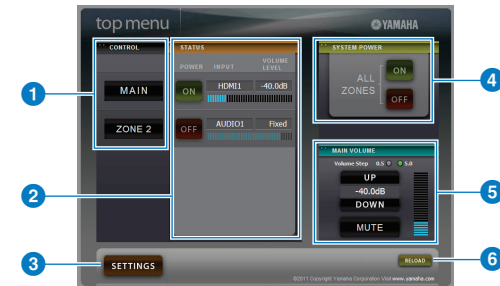 top menu
YAMAHA
CONTROL
STATUS
SYSTEM POWER
POWER INPUT VOLUME LEVEL
MAIN
ON HDMI1 -40.0dB
ALL ZONES
ON
OFF
ZONE 2
OFF AUDIO1 Fixed
MAIN VOLUME
Volume Step 0.5 5.0
UP
-40.0dB
DOWN
MUTE
SETTINGS
RELOAD
©2011 Copyright Yamaha Corporation Visit www.yamaha.com
1
2
3
4
5
6